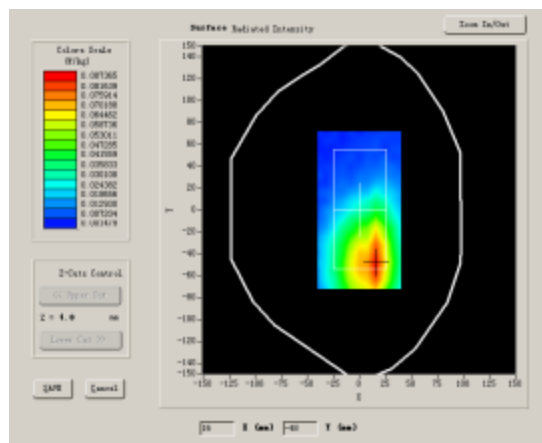 Surface Radiated Intensity
Zoom In/Out
Colors Scale
(W/kg)
0.087365
0.081639
0.075914
0.070188
0.064462
0.058736
0.053011
0.047285
0.041559
0.035833
0.030108
0.024382
0.018656
0.012930
0.007204
0.001479
Z-Cuts Control
<< Upper Cut
Z = 4.0 mm
Lower Cut >>
SAVE
Cancel
150
140
120
100
80
60
40
20
0
-20
-40
-60
-80
-100
-120
-140
-150
Y
-150 -125 -100 -75 -50 -25 0 25 50 75 100 125 150
X
X (mm) Y (mm)